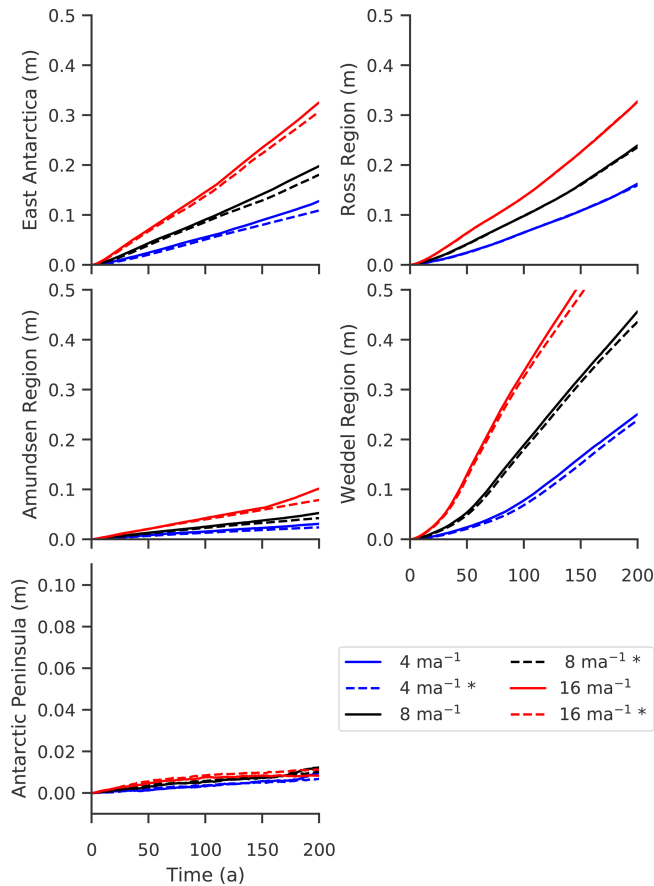 0.5
0.4
0.3
0.2
0.1
0.0
East Antarctica (m)
0.5
0.4
0.3
0.2
0.1
0.0
Ross Region (m)
0.5
0.4
0.3
0.2
0.1
0.0
Amundsen Region (m)
0.5
0.4
0.3
0.2
0.1
0.0
Weddel Region (m)
0 50 100 150 200
0.10
0.08
0.06
0.04
0.02
0.00
Antarctic Peninsula (m)
0 50 100 150 200
Time (a)
4 ma⁻¹
4 ma⁻¹ *
8 ma⁻¹
8 ma⁻¹ *
16 ma⁻¹
16 ma⁻¹ *